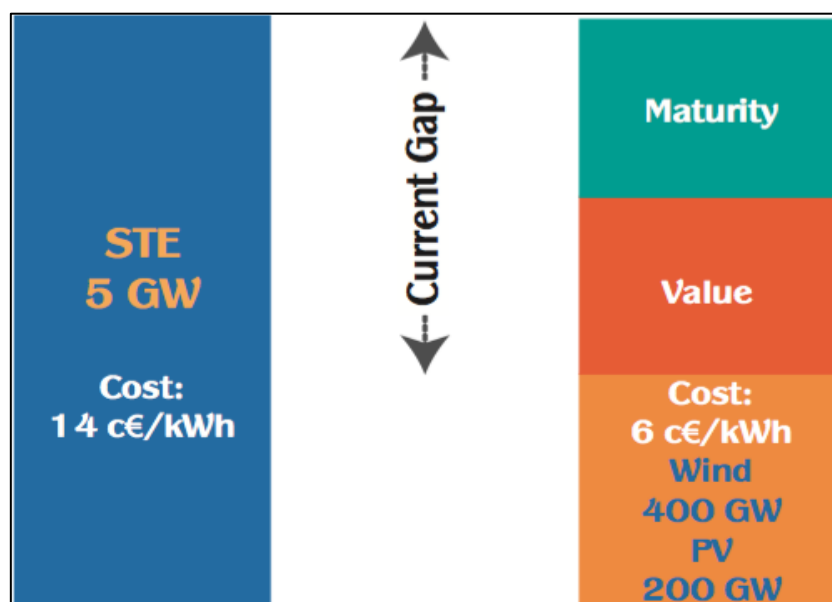 STE
5 GW
Cost:
14 c€/kWh
Current Gap
Maturity
Value
Cost:
6 c€/kWh
Wind
400 GW
PV
200 GW